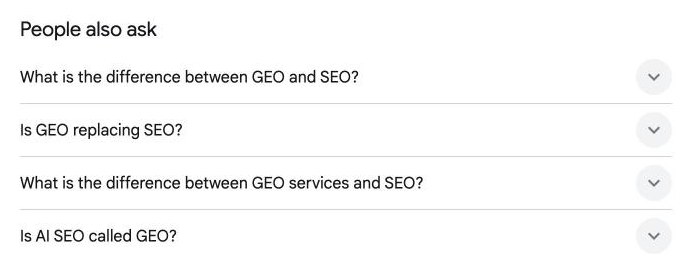 People also ask
What is the difference between GEO and SEO?
Is GEO replacing SEO?
What is the difference between GEO services and SEO?
Is AI SEO called GEO?